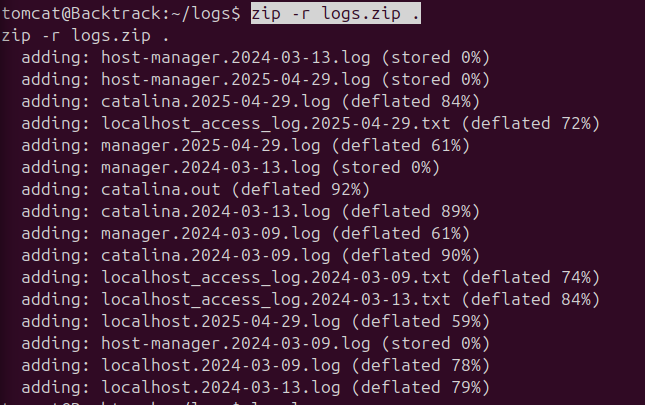 tomcat@Backtrack:~/logs$ zip -r logs.zip .
zip -r logs.zip .
  adding: host-manager.2024-03-13.log (stored 0%)
  adding: host-manager.2025-04-29.log (stored 0%)
  adding: catalina.2025-04-29.log (deflated 84%)
  adding: localhost_access_log.2025-04-29.txt (deflated 72%)
  adding: manager.2025-04-29.log (deflated 61%)
  adding: manager.2024-03-13.log (stored 0%)
  adding: catalina.out (deflated 92%)
  adding: catalina.2024-03-13.log (deflated 89%)
  adding: manager.2024-03-09.log (deflated 61%)
  adding: catalina.2024-03-09.log (deflated 90%)
  adding: localhost_access_log.2024-03-09.txt (deflated 74%)
  adding: localhost_access_log.2024-03-13.txt (deflated 84%)
  adding: localhost.2025-04-29.log (deflated 59%)
  adding: host-manager.2024-03-09.log (stored 0%)
  adding: localhost.2024-03-09.log (deflated 78%)
  adding: localhost.2024-03-13.log (deflated 79%)